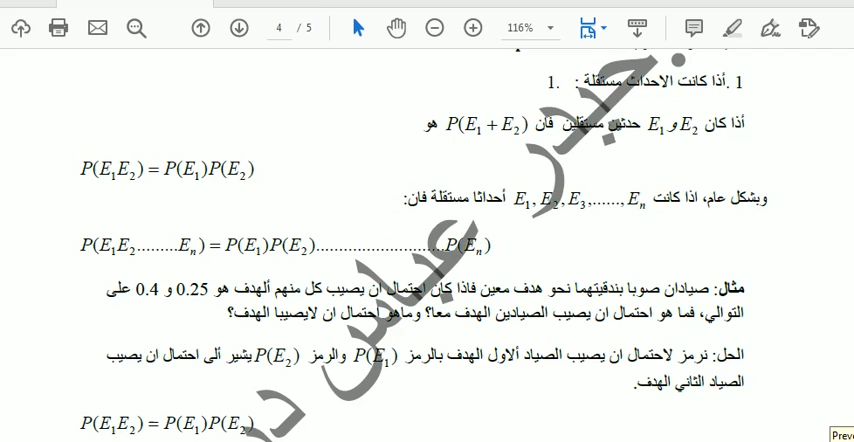 4 / 5
116%
1 .أذا كانت الاحداث مستقلة : .1
أذا كان E₁ و E₂ حدثين مستقلين فان P(E₁ + E₂) هو
P(E₁E₂) = P(E₁)P(E₂)
وبشكل عام، اذا كانت E₁, E₂, E₃,......, Eₙ أحداثا مستقلة فان:
P(E₁E₂.........Eₙ) = P(E₁)P(E₂)............................P(Eₙ)
مثال: صيادان صوبا بندقيتهما نحو هدف معين فاذا كان احتمال ان يصيب كل منهم ألهدف هو 0.25 و 0.4 على
التوالي، فما هو احتمال ان يصيب الصيادين الهدف معا؟ وماهو احتمال ان لايصيبا الهدف؟
الحل: نرمز لاحتمال ان يصيب الصياد ألاول الهدف بالرمز P(E₁) والرمز P(E₂) يشير ألى احتمال ان يصيب
الصياد الثاني الهدف.
P(E₁E₂) = P(E₁)P(E₂)
حيدر عباس